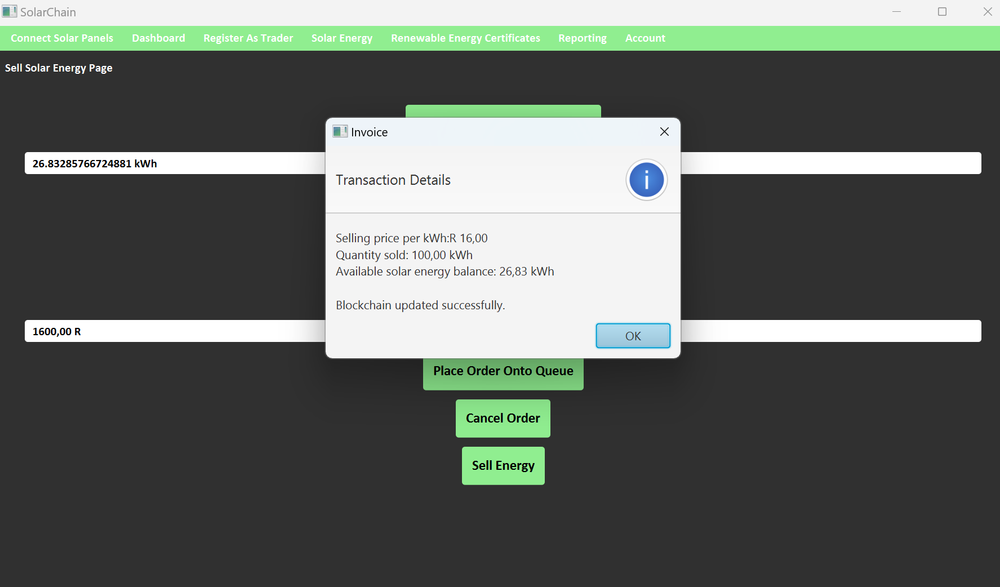 SolarChain
Connect Solar Panels Dashboard Register As Trader Solar Energy Renewable Energy Certificates Reporting Account
Sell Solar Energy Page
Invoice
26.83285766724881 kWh
Transaction Details
Selling price per kWh:R 16,00
Quantity sold: 100,00 kWh
Available solar energy balance: 26,83 kWh
Blockchain updated successfully.
1600,00 R
OK
Place Order Onto Queue
Cancel Order
Sell Energy